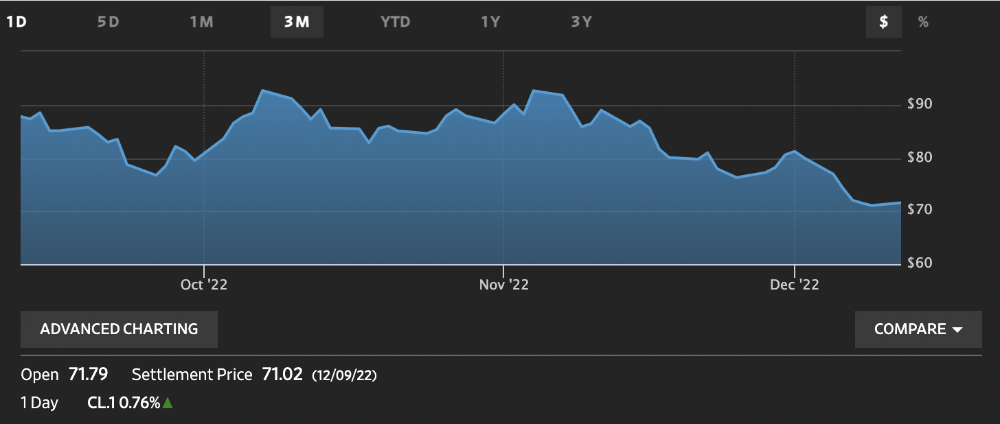 1D 5D 1M 3M YTD 1Y 3Y $ %
$90
$80
$70
$60
Oct '22 Nov '22 Dec '22
ADVANCED CHARTING COMPARE
Open 71.79 Settlement Price 71.02 (12/09/22)
1 Day CL.1 0.76%